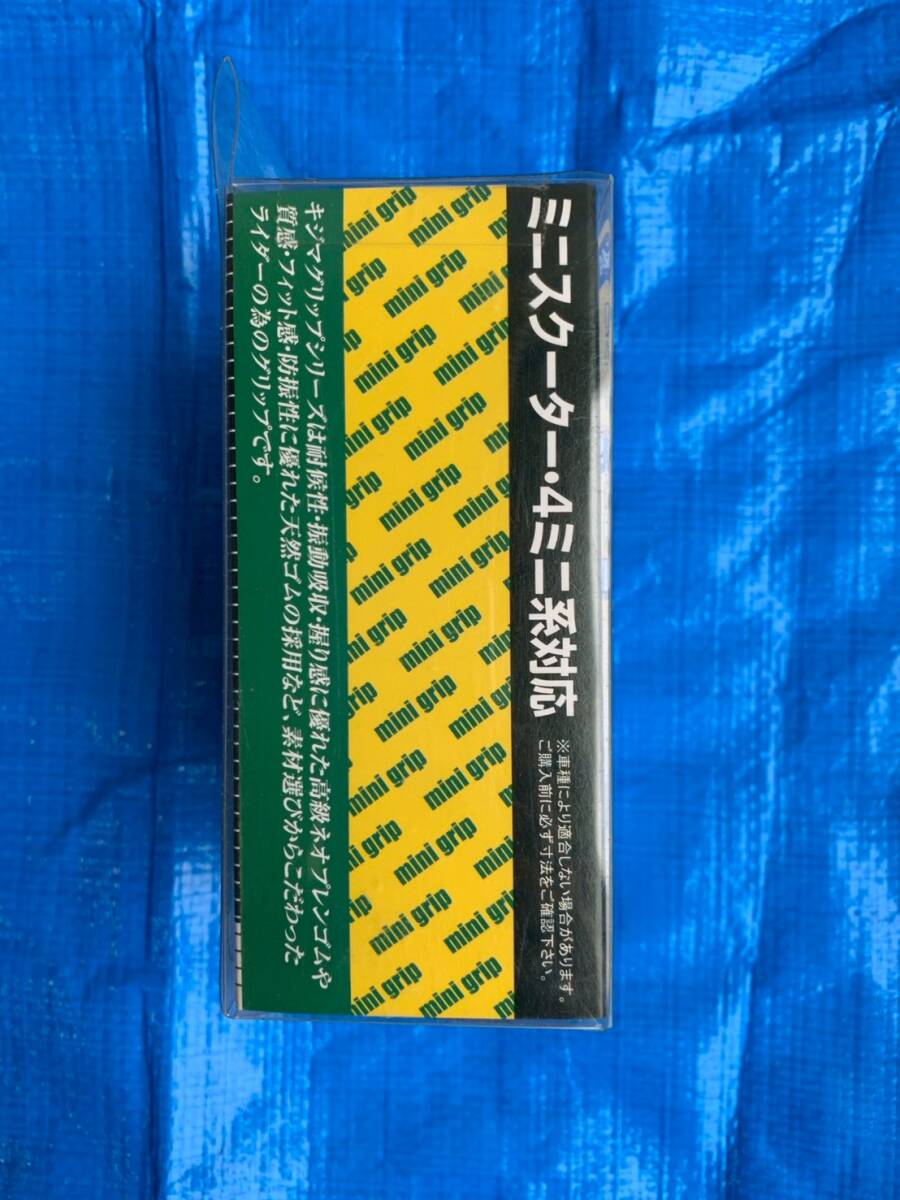 ミニスクーター・4ミニ系対応
※車種により適合しない場合があります。
ご購入前に必ず寸法をご確認下さい。
mini grip
キジマグリップシリーズは耐候性・振動吸収・握り感に優れた高級ネオプレンゴムや
質感・フィット感・防振性に優れた天然ゴムの採用など、素材選びからこだわった
ライダーの為のグリップです。